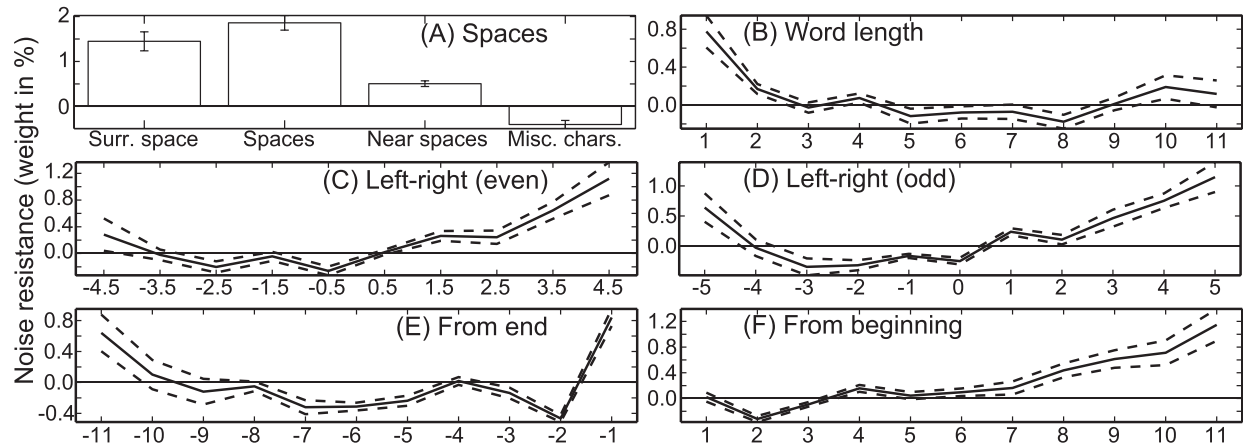 Noise resistance (weight in %)
(A) Spaces
2
1
0
Surr. space Spaces Near spaces Misc. chars.
(B) Word length
0.8
0.4
0.0
1 2 3 4 5 6 7 8 9 10 11
(C) Left-right (even)
1.2
0.8
0.4
0.0
-4.5 -3.5 -2.5 -1.5 -0.5 0.5 1.5 2.5 3.5 4.5
(D) Left-right (odd)
1.0
0.5
0.0
-5 -4 -3 -2 -1 0 1 2 3 4 5
(E) From end
0.8
0.4
0.0
-0.4
-11 -10 -9 -8 -7 -6 -5 -4 -3 -2 -1
(F) From beginning
1.2
0.8
0.4
0.0
1 2 3 4 5 6 7 8 9 10 11